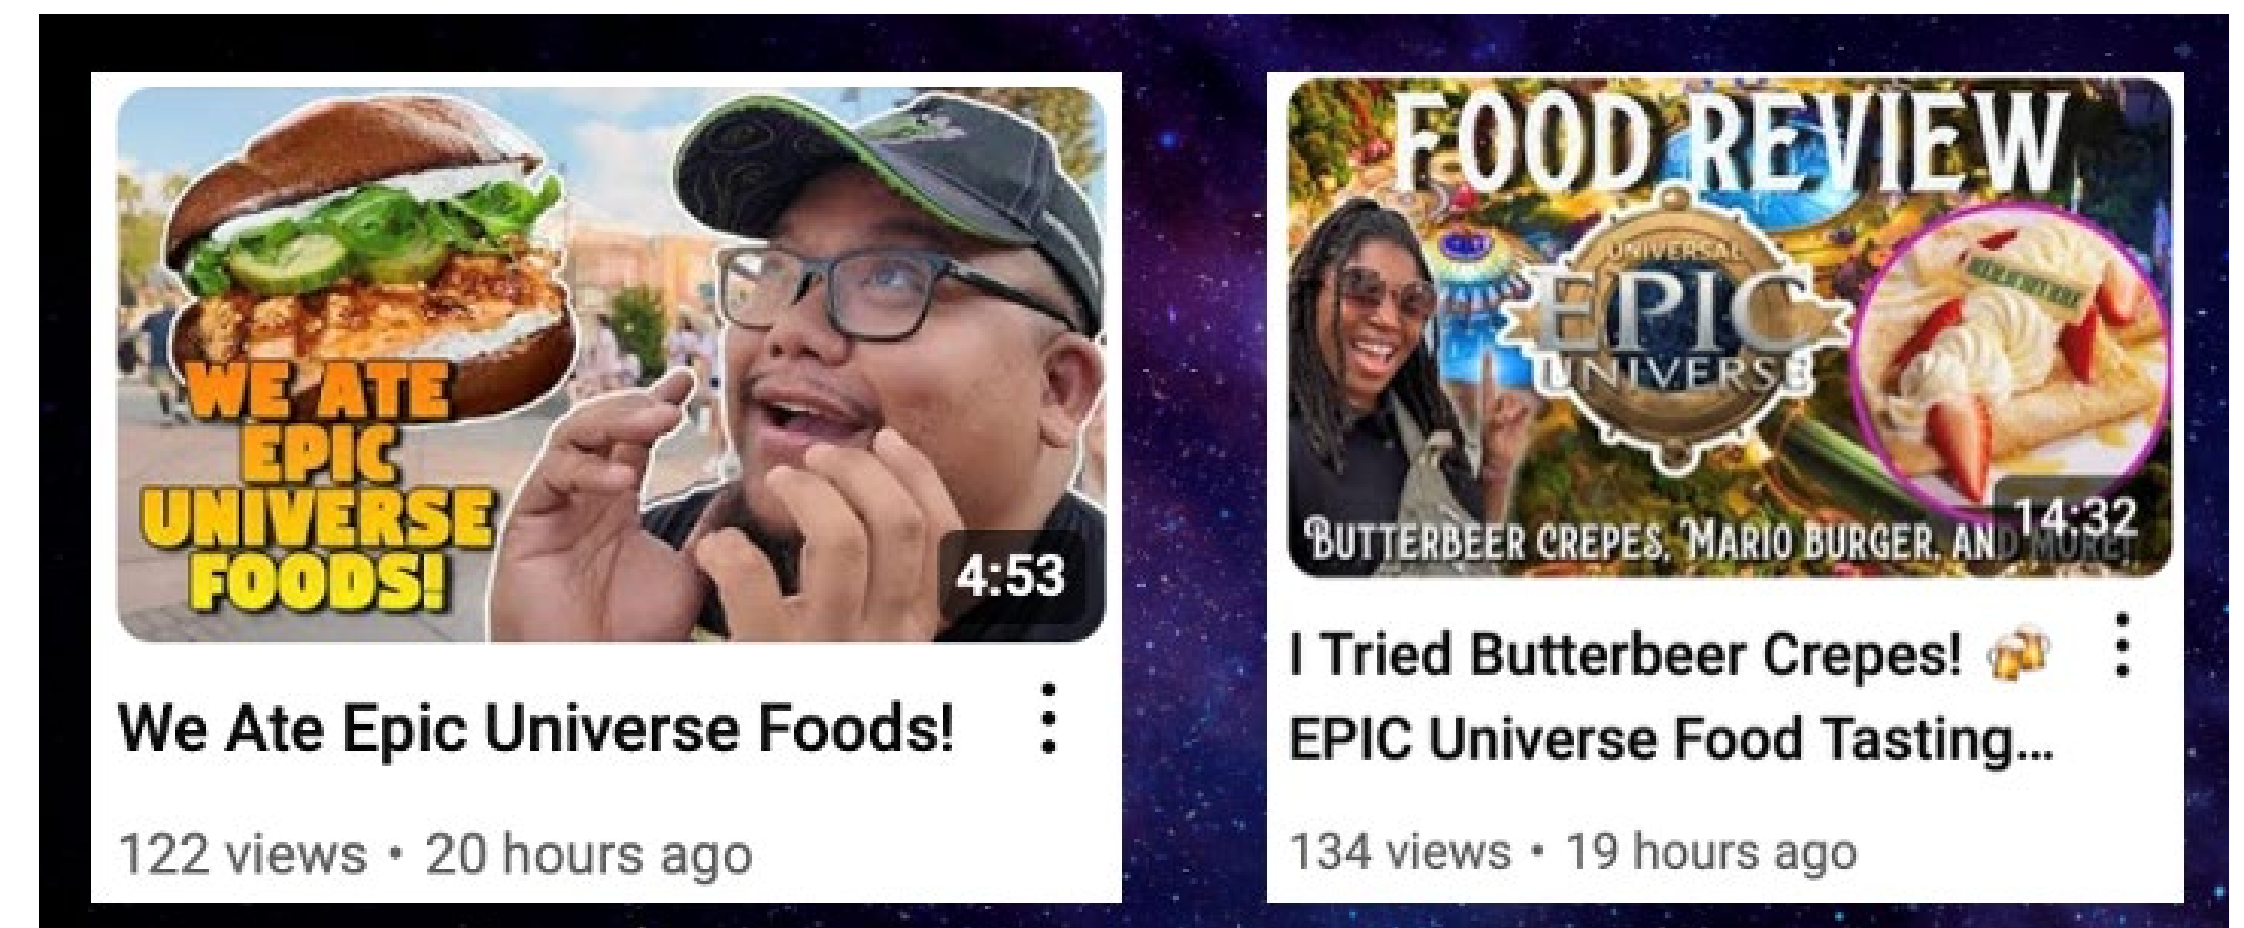 WE ATE
EPIC
UNIVERSE
FOODS!
4:53
We Ate Epic Universe Foods!
122 views • 20 hours ago
FOOD REVIEW
UNIVERSAL
EPIC
UNIVERSE
BUTTERBEER CREPES, MARIO BURGER, AND MORE!
14:32
I Tried Butterbeer Crepes! 🍻
EPIC Universe Food Tasting...
134 views • 19 hours ago